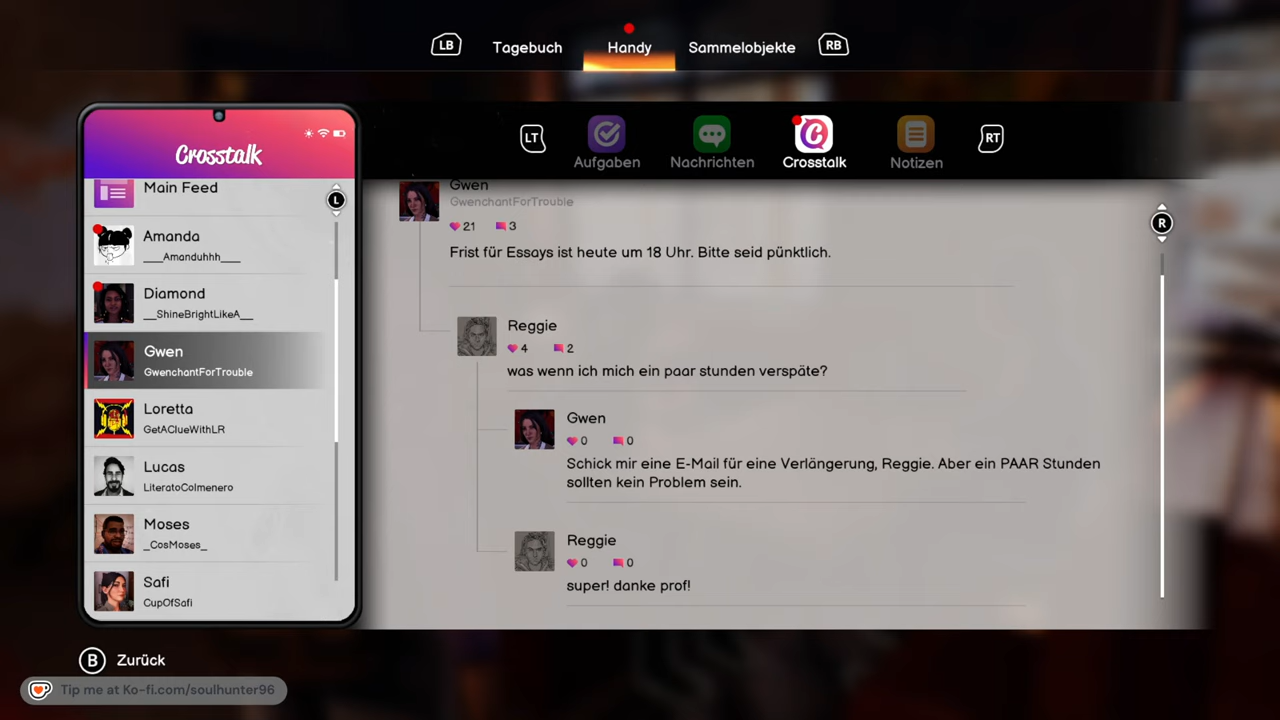 LB Tagebuch Handy Sammelobjekte RB
Crosstalk
LT Aufgaben Nachrichten Crosstalk Notizen RT
Main Feed
L
Amanda
____Amanduhhh____
Diamond
__ShineBrightLikeA__
Gwen
GwenchantForTrouble
Loretta
GetAClueWithLR
Lucas
LiteratoColmenero
Moses
_CosMoses_
Safi
CupOfSafi
Gwen
GwenchantForTrouble
21 3
Frist für Essays ist heute um 18 Uhr. Bitte seid pünktlich.
R
Reggie
4 2
was wenn ich mich ein paar stunden verspäte?
Gwen
0 0
Schick mir eine E-Mail für eine Verlängerung, Reggie. Aber ein PAAR Stunden
sollten kein Problem sein.
Reggie
0 0
super! danke prof!
B Zurück
Tip me at Ko-fi.com/soulhunter96